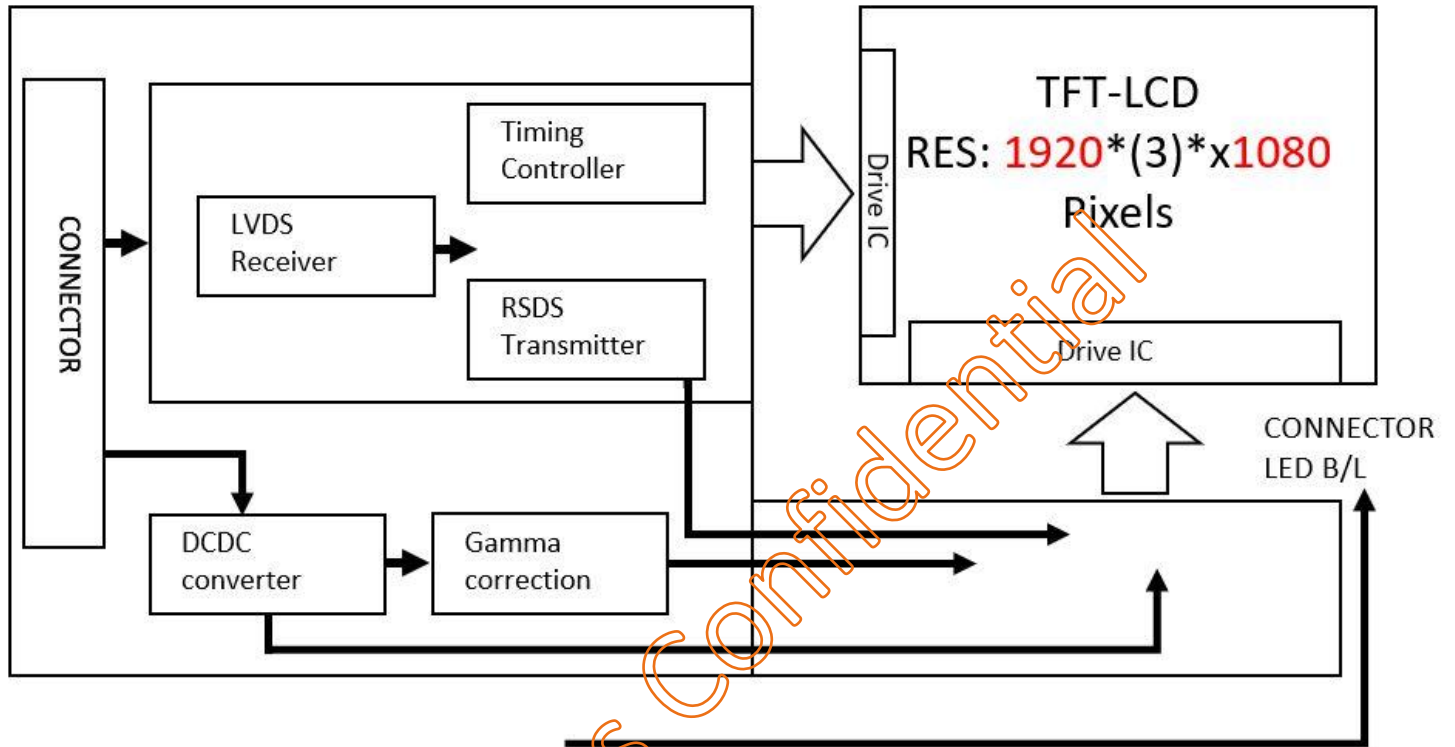 CONNECTOR
Timing
Controller
LVDS
Receiver
RSDS
Transmitter
DCDC
converter
Gamma
correction
TFT-LCD
RES: 1920*(3)*x1080
Pixels
Drive IC
Drive IC
CONNECTOR
LED B/L
s Confidential